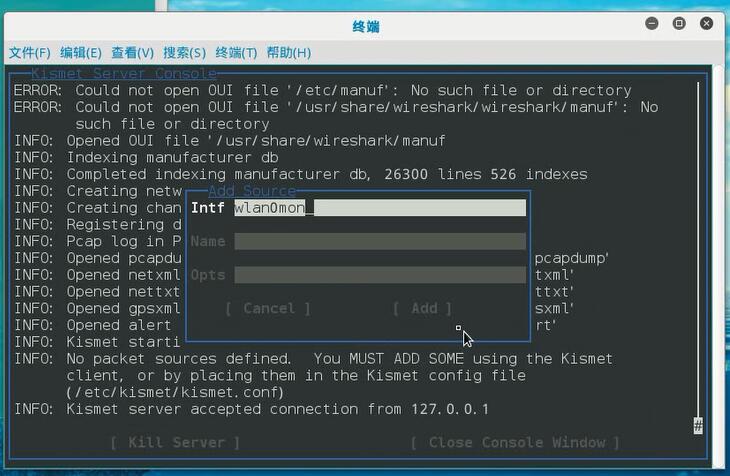 终端
文件(F) 编辑(E) 查看(V) 搜索(S) 终端(T) 帮助(H)
Kismet Server Console
ERROR: Could not open OUI file '/etc/manuf': No such file or directory
ERROR: Could not open OUI file '/usr/share/wireshark/wireshark/manuf': No
such file or directory
INFO: Opened OUI file '/usr/share/wireshark/manuf
INFO: Indexing manufacturer db
INFO: Completed indexing manufacturer db, 26300 lines 526 indexes
INFO: Creating netw
Add Source
INFO: Creating chan
Intf wlan0mon
INFO: Registering d
INFO: Pcap log in P
Name
INFO: Opened pcapdu pcapdump'
INFO: Opened netxml txml'
Opts
INFO: Opened nettxt ttxt'
INFO: Opened gpsxml sxml'
[ Cancel ] [ Add ]
INFO: Opened alert rt'
INFO: Kismet starti
INFO: No packet sources defined. You MUST ADD SOME using the Kismet
client, or by placing them in the Kismet config file
(/etc/kismet/kismet.conf)
INFO: Kismet server accepted connection from 127.0.0.1
#
[ Kill Server ] [ Close Console Window ]